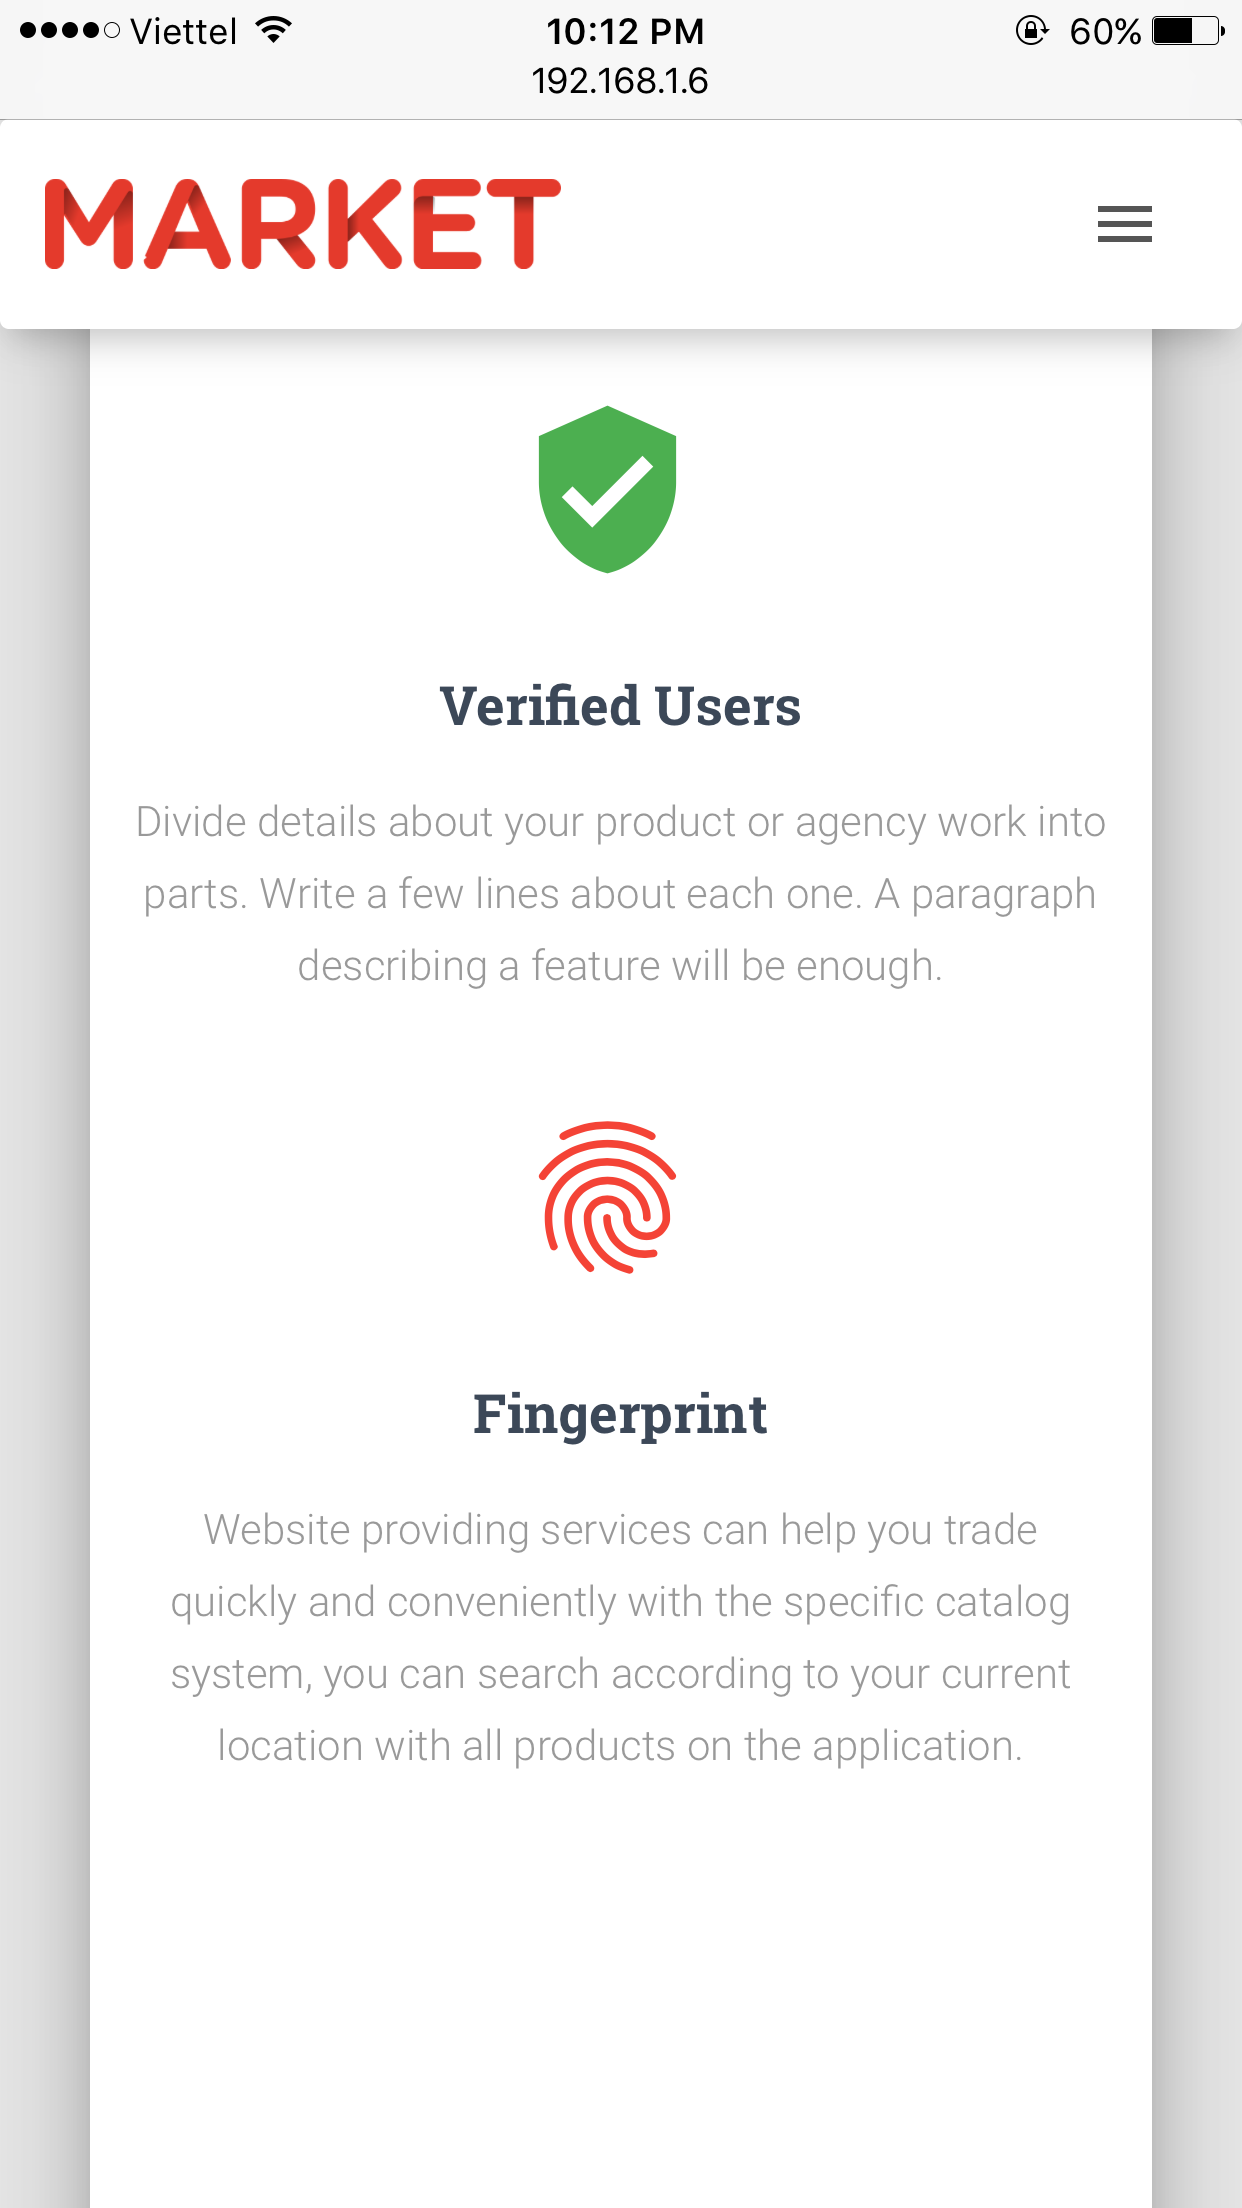 Viettel 10:12 PM 60%
192.168.1.6
MARKET
Verified Users
Divide details about your product or agency work into
parts. Write a few lines about each one. A paragraph
describing a feature will be enough.
Fingerprint
Website providing services can help you trade
quickly and conveniently with the specific catalog
system, you can search according to your current
location with all products on the application.